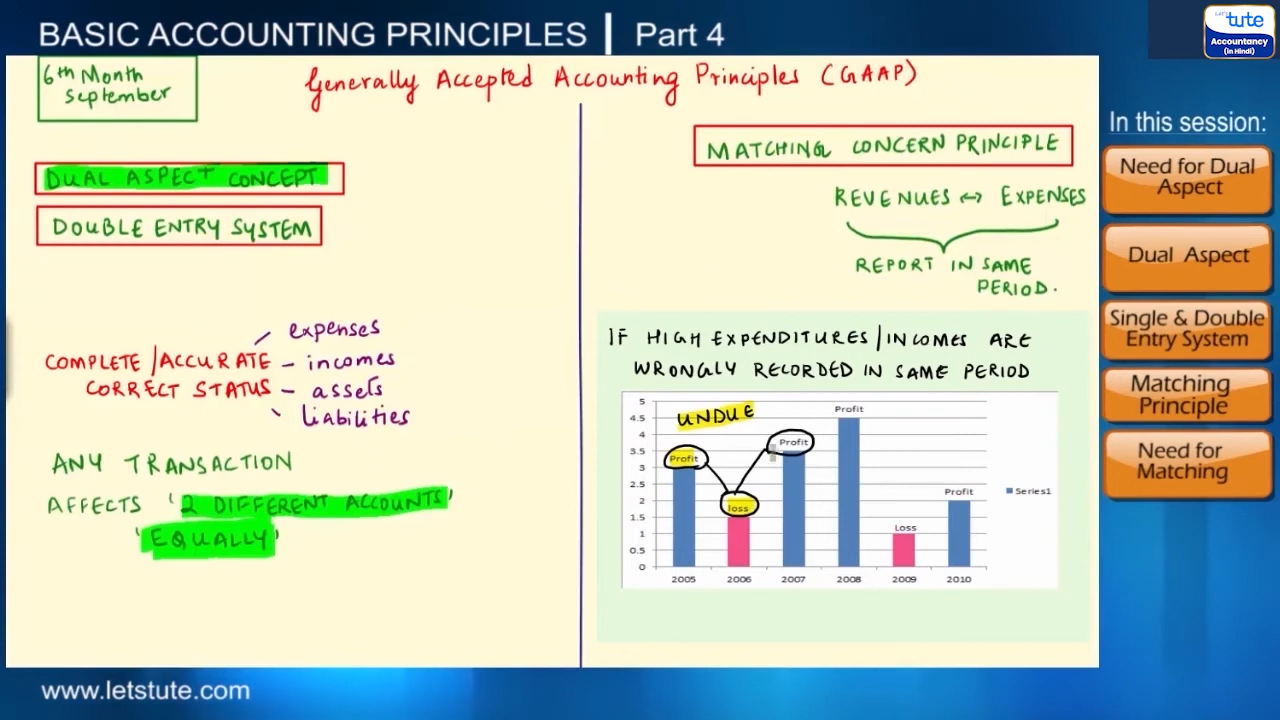 BASIC ACCOUNTING PRINCIPLES | Part 4
Let's
tute
Accountancy
(in Hindi)
6th Month
September
Generally Accepted Accounting Principles (GAAP)
DUAL ASPECT CONCEPT
DOUBLE ENTRY SYSTEM
expenses
COMPLETE /ACCURATE – incomes
CORRECT STATUS – assets
liabilities
ANY TRANSACTION
AFFECTS '2 DIFFERENT ACCOUNTS'
'EQUALLY'
MATCHING CONCERN PRINCIPLE
REVENUES ↔ EXPENSES
REPORT IN SAME
PERIOD.
IF HIGH EXPENDITURES/INCOMES ARE
WRONGLY RECORDED IN SAME PERIOD
UNDUE
5
4.5
4
3.5
3
2.5
2
1.5
1
0.5
0
Profit
loss
Profit
Profit
Loss
Profit
2005 2006 2007 2008 2009 2010
Series1
In this session:
Need for Dual
Aspect
Dual Aspect
Single & Double
Entry System
Matching
Principle
Need for
Matching
www.letstute.com